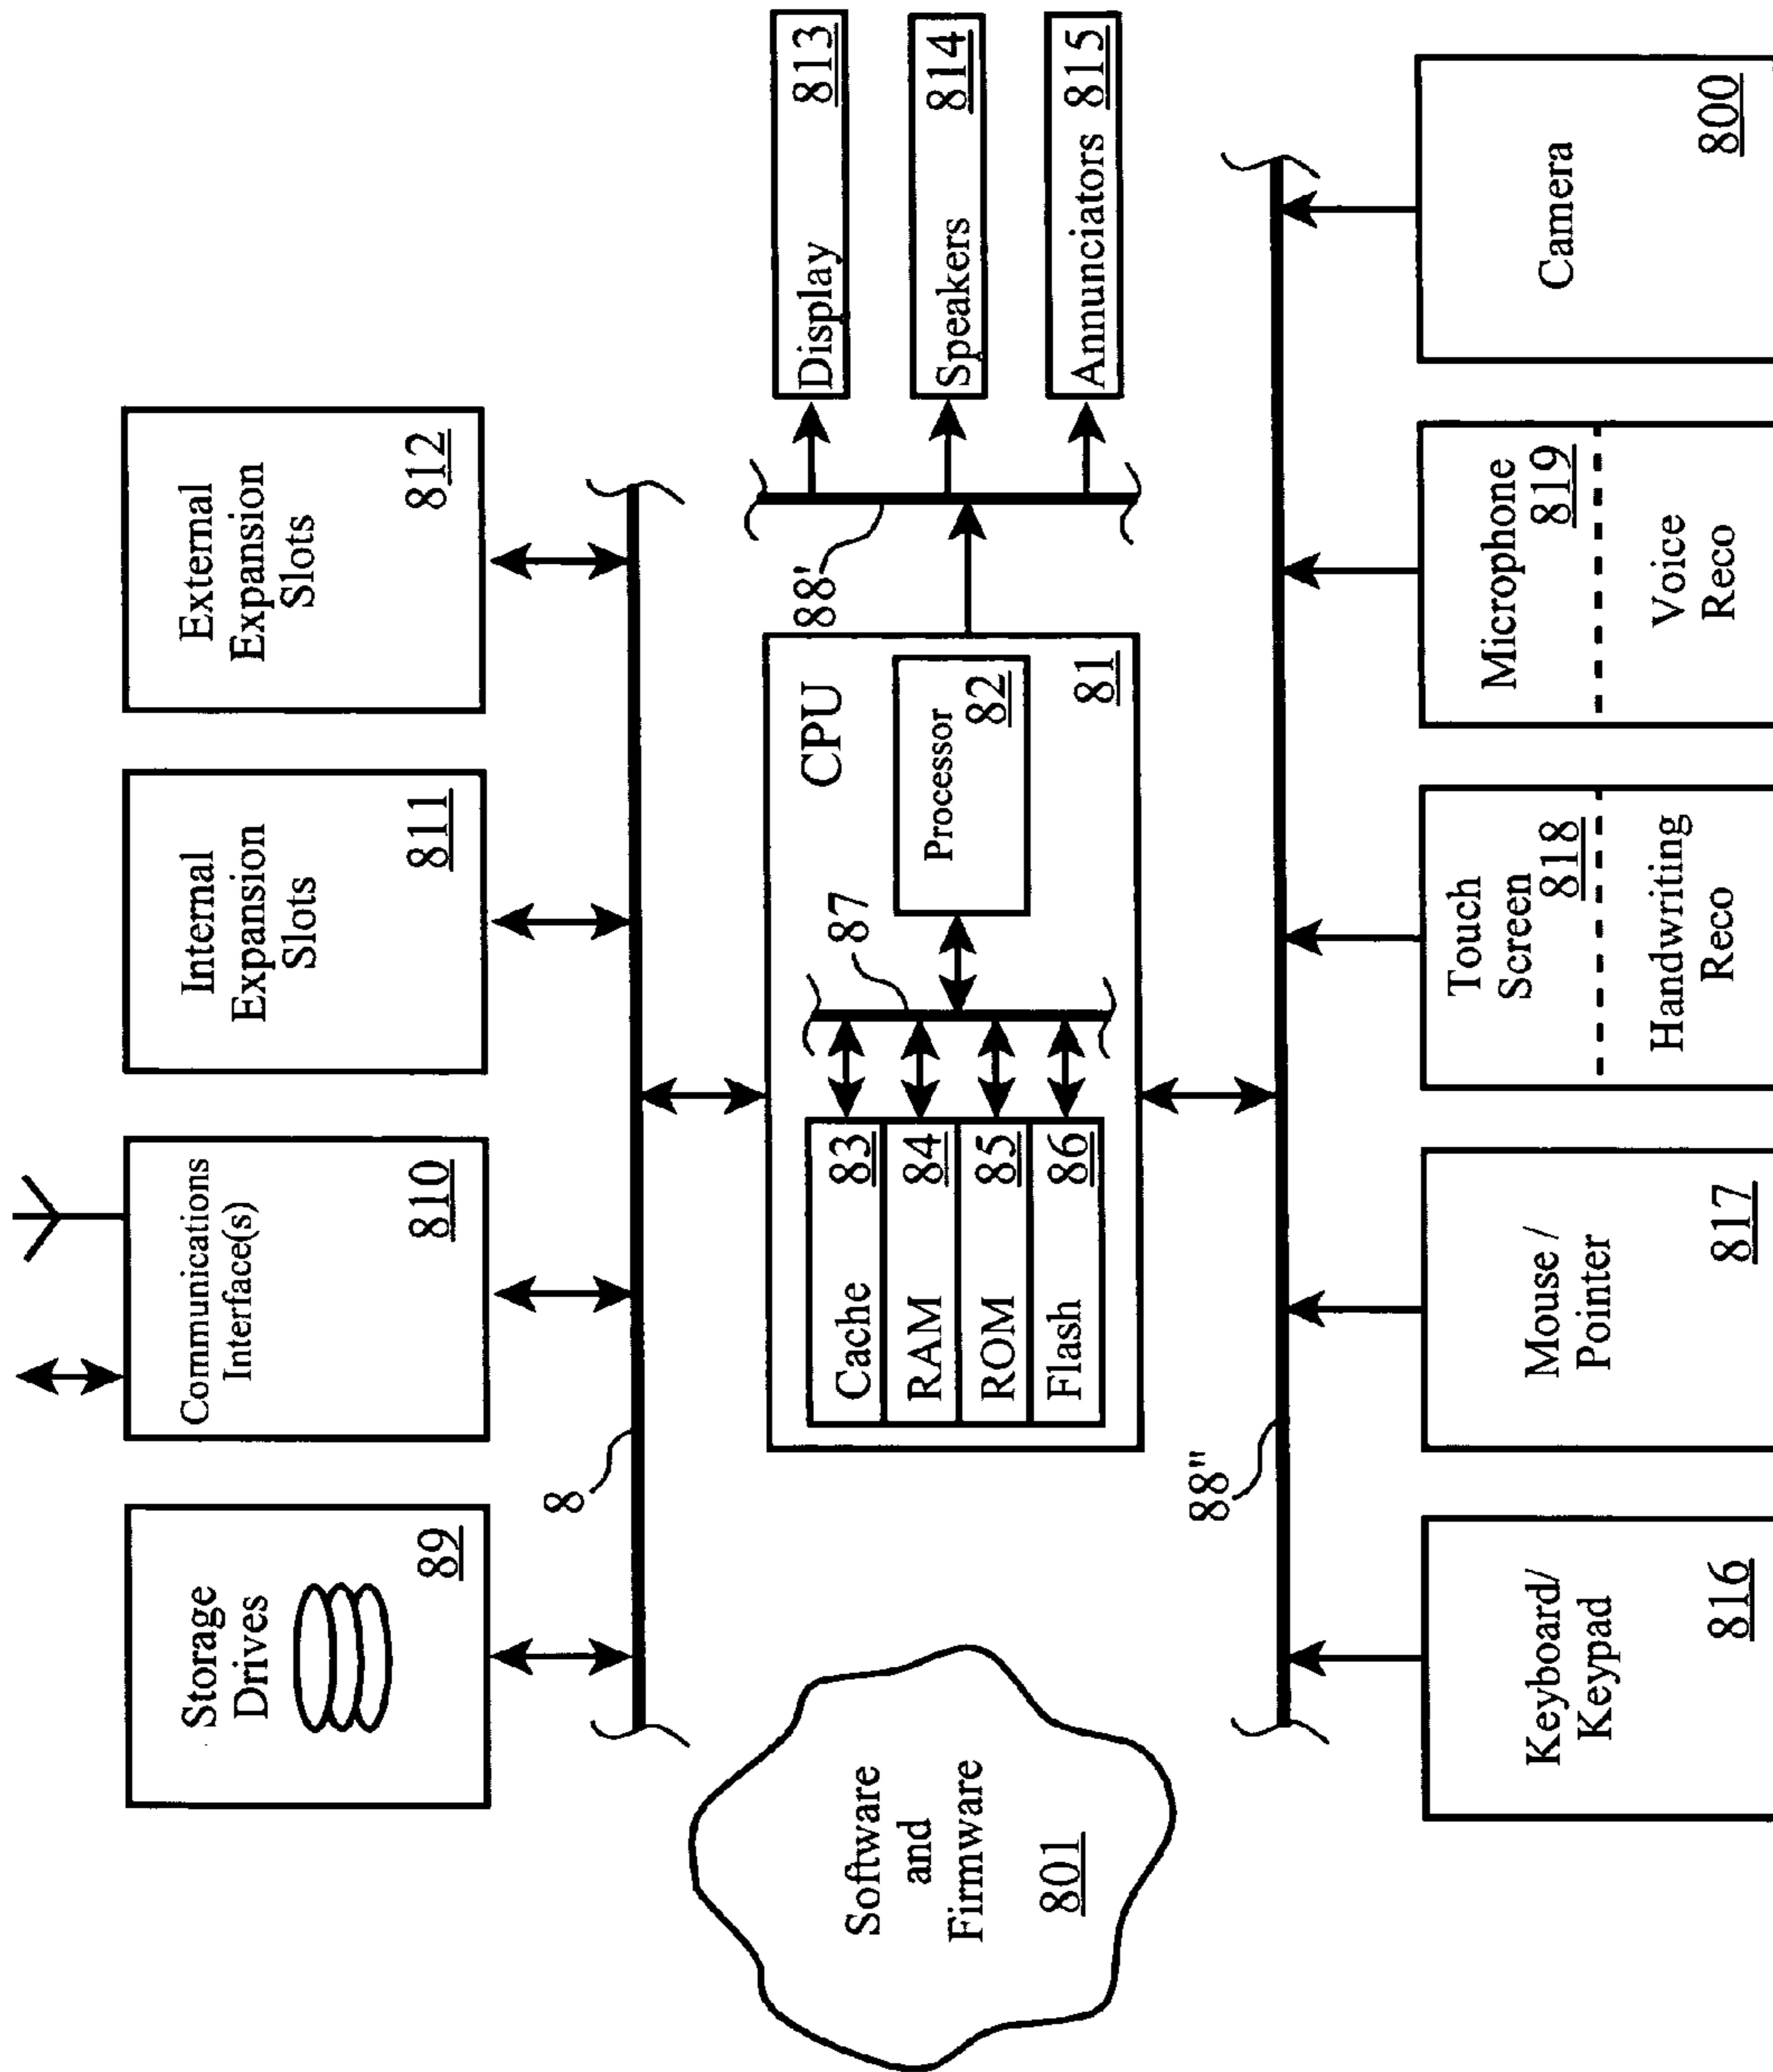 Storage
Drives
89
Communications
Interface(s)
810
Internal
Expansion
Slots
811
External
Expansion
Slots
812
8
Software
and
Firmware
801
CPU
Cache 83
RAM 84
ROM 85
Flash 86
87
Processor
82
81
88'
Display 813
Speakers 814
Annunciators 815
88"
Keyboard/
Keypad
816
Mouse /
Pointer
817
Touch
Screen
818
Handwriting
Reco
Microphone
819
Voice
Reco
Camera
800